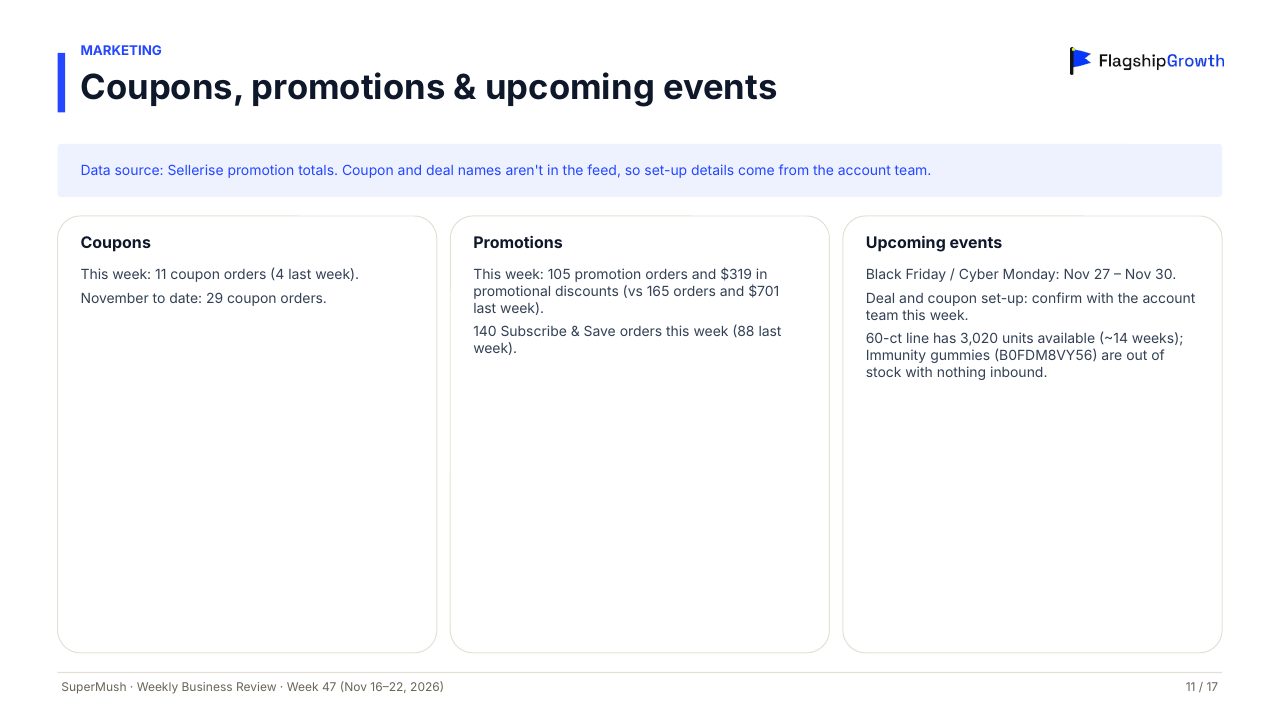 MARKETING
Coupons, promotions & upcoming events
FlagshipGrowth
Data source: Sellerise promotion totals. Coupon and deal names aren't in the feed, so set-up details come from the account team.
Coupons
This week: 11 coupon orders (4 last week).
November to date: 29 coupon orders.
Promotions
This week: 105 promotion orders and $319 in
promotional discounts (vs 165 orders and $701
last week).
140 Subscribe & Save orders this week (88 last
week).
Upcoming events
Black Friday / Cyber Monday: Nov 27 – Nov 30.
Deal and coupon set-up: confirm with the account
team this week.
60-ct line has 3,020 units available (~14 weeks);
Immunity gummies (B0FDM8VY56) are out of
stock with nothing inbound.
SuperMush · Weekly Business Review · Week 47 (Nov 16–22, 2026)
11 / 17